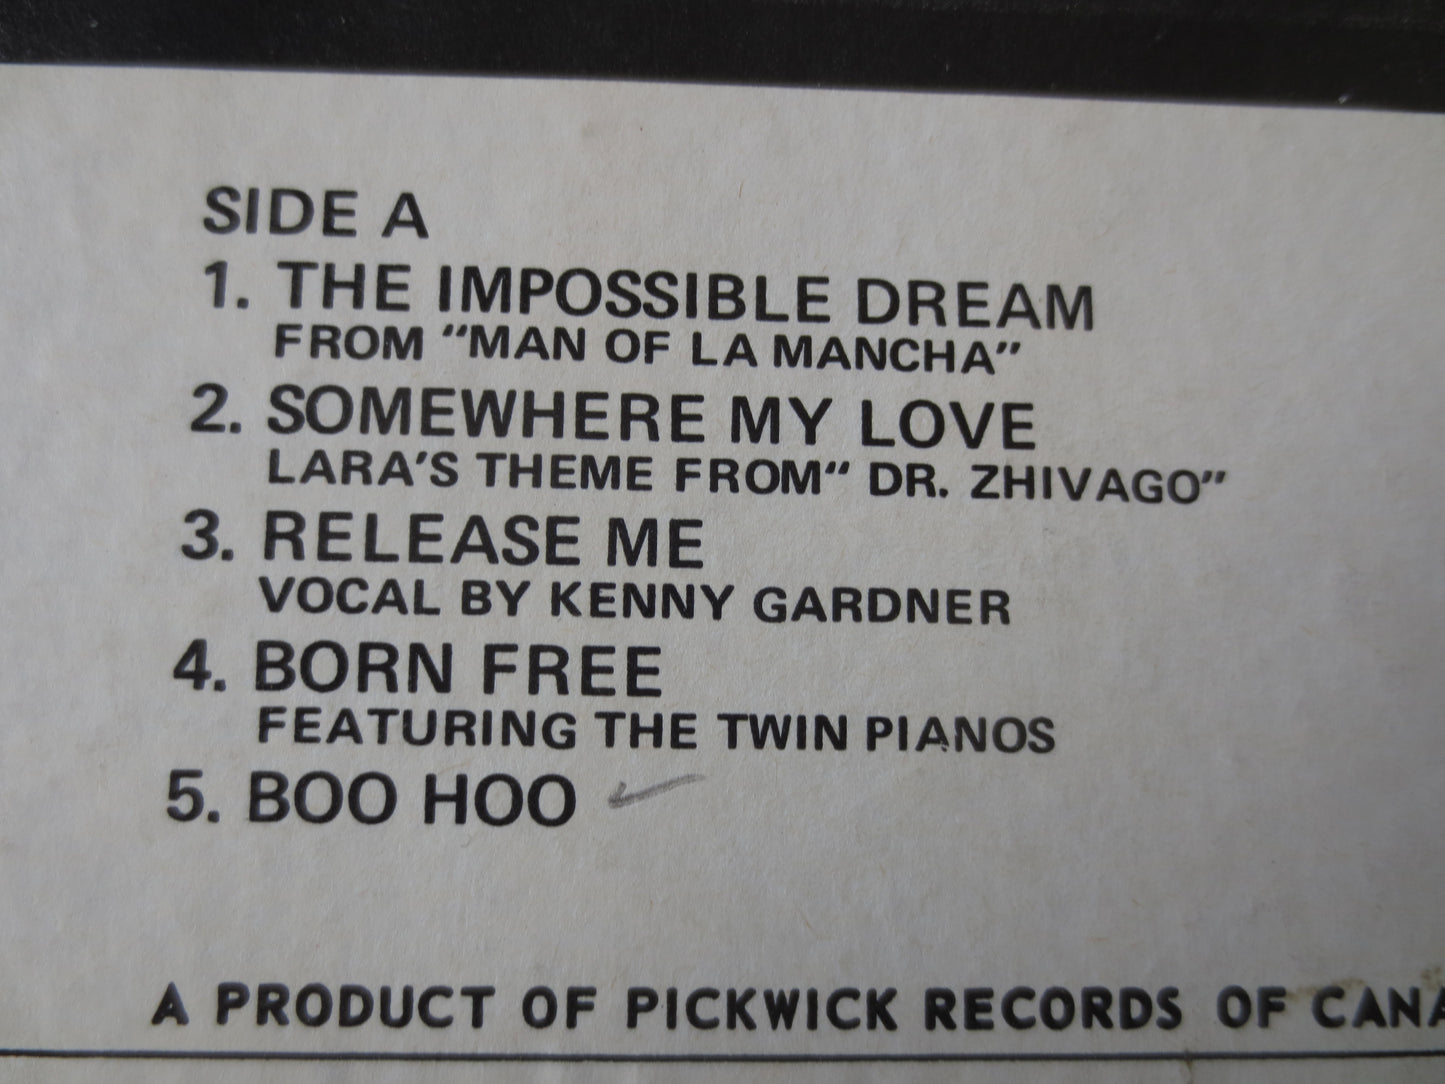 SIDE A
1. THE IMPOSSIBLE DREAM
FROM "MAN OF LA MANCHA"
2. SOMEWHERE MY LOVE
LARA'S THEME FROM" DR. ZHIVAGO"
3. RELEASE ME
VOCAL BY KENNY GARDNER
4. BORN FREE
FEATURING THE TWIN PIANOS
5. BOO HOO
A PRODUCT OF PICKWICK RECORDS OF CANA